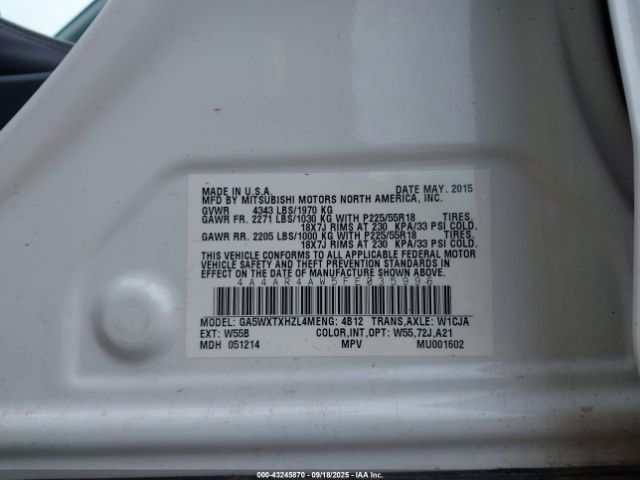 MADE IN U.S.A. DATE MAY. 2015
MFD BY MITSUBISHI MOTORS NORTH AMERICA, INC.
GVWR 4343 LBS/1970 KG
GAWR FR. 2271 LBS/1030 KG WITH P225/55R18 TIRES,
18X7J RIMS AT 230 KPA/33 PSI COLD.
GAWR RR. 2205 LBS/1000 KG WITH P225/55R18 TIRES,
18X7J RIMS AT 230 KPA/33 PSI COLD.
THIS VEHICLE CONFORMS TO ALL APPLICABLE FEDERAL MOTOR
VEHICLE SAFETY AND THEFT PREVENTION STANDARDS IN
EFFECT ON THE DATE OF MANUFACTURE SHOWN ABOVE.
4A4AR4AW5FE035996
MODEL: GA5WXTXHZL4MENG: 4B12 TRANS,AXLE: W1CJA
EXT: W558 COLOR,INT,OPT: W55,72J,A21
MDH 051214 MPV MU001602
000-43245870 - 09/18/2025 - IAA Inc.